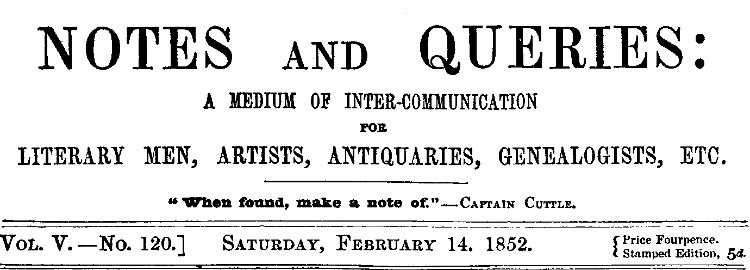 NOTES AND QUERIES:
A MEDIUM OF INTER-COMMUNICATION
FOR
LITERARY MEN, ARTISTS, ANTIQUARIES, GENEALOGISTS, ETC.
"When found, make a note of."—CAPTAIN CUTTLE.
VOL. V.—No. 120.] SATURDAY, FEBRUARY 14. 1852. { Price Fourpence.
Stamped Edition, 5d